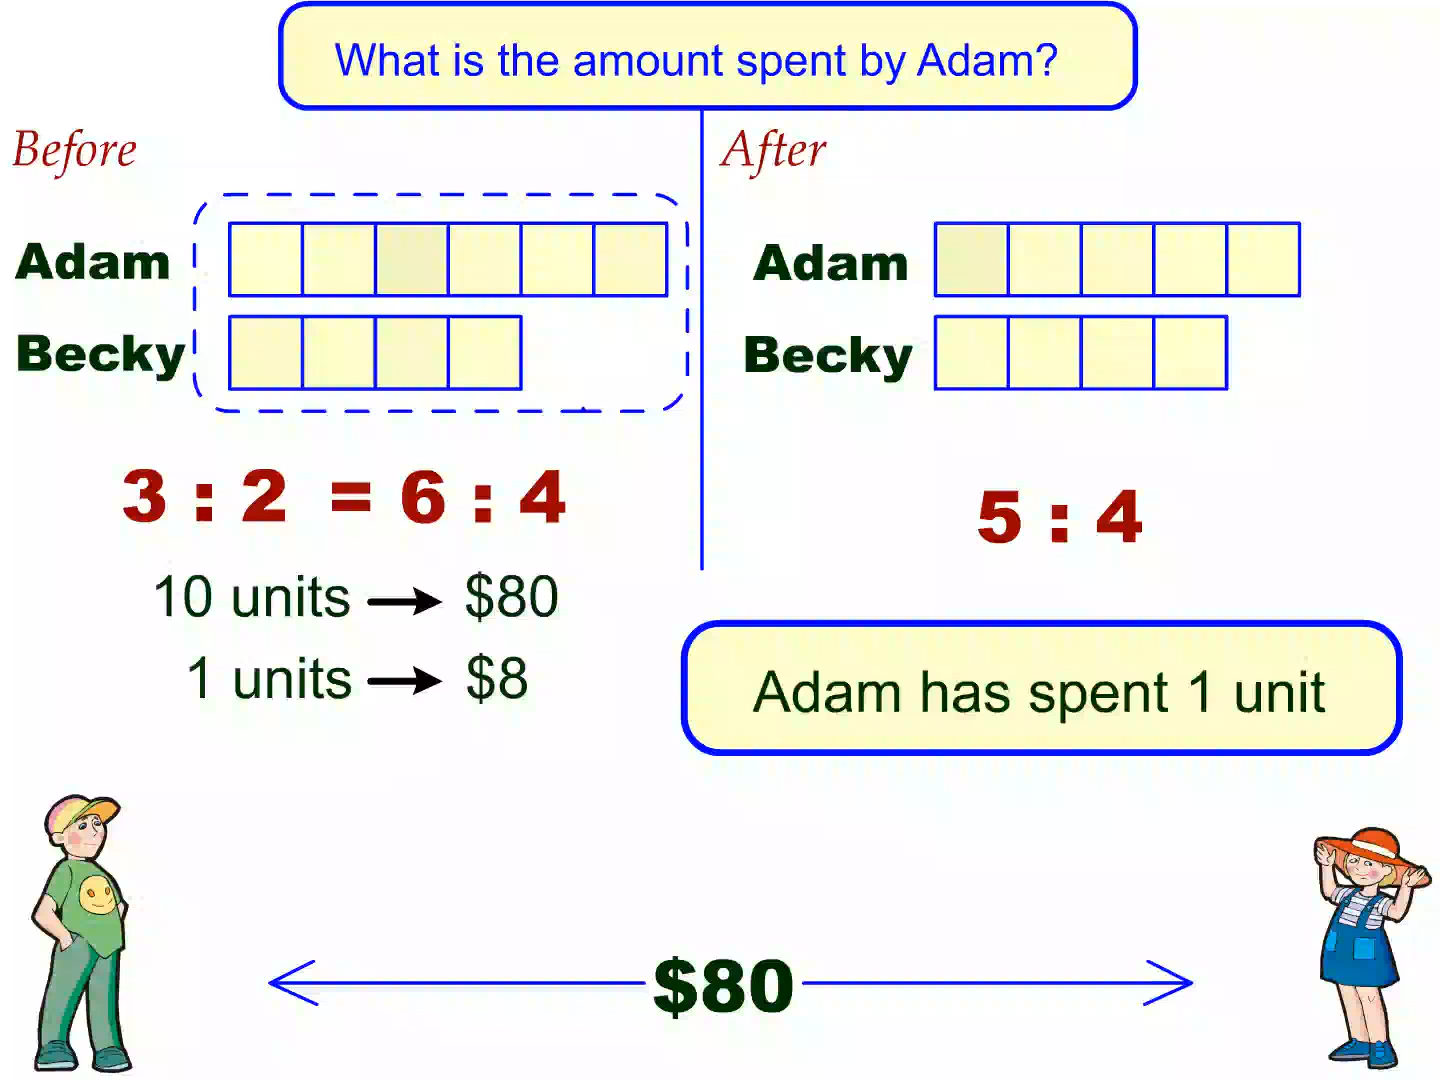 What is the amount spent by Adam?
Before
Adam
Becky
3 : 2 = 6 : 4
10 units → $80
1 units → $8
After
Adam
Becky
5 : 4
Adam has spent 1 unit
$80